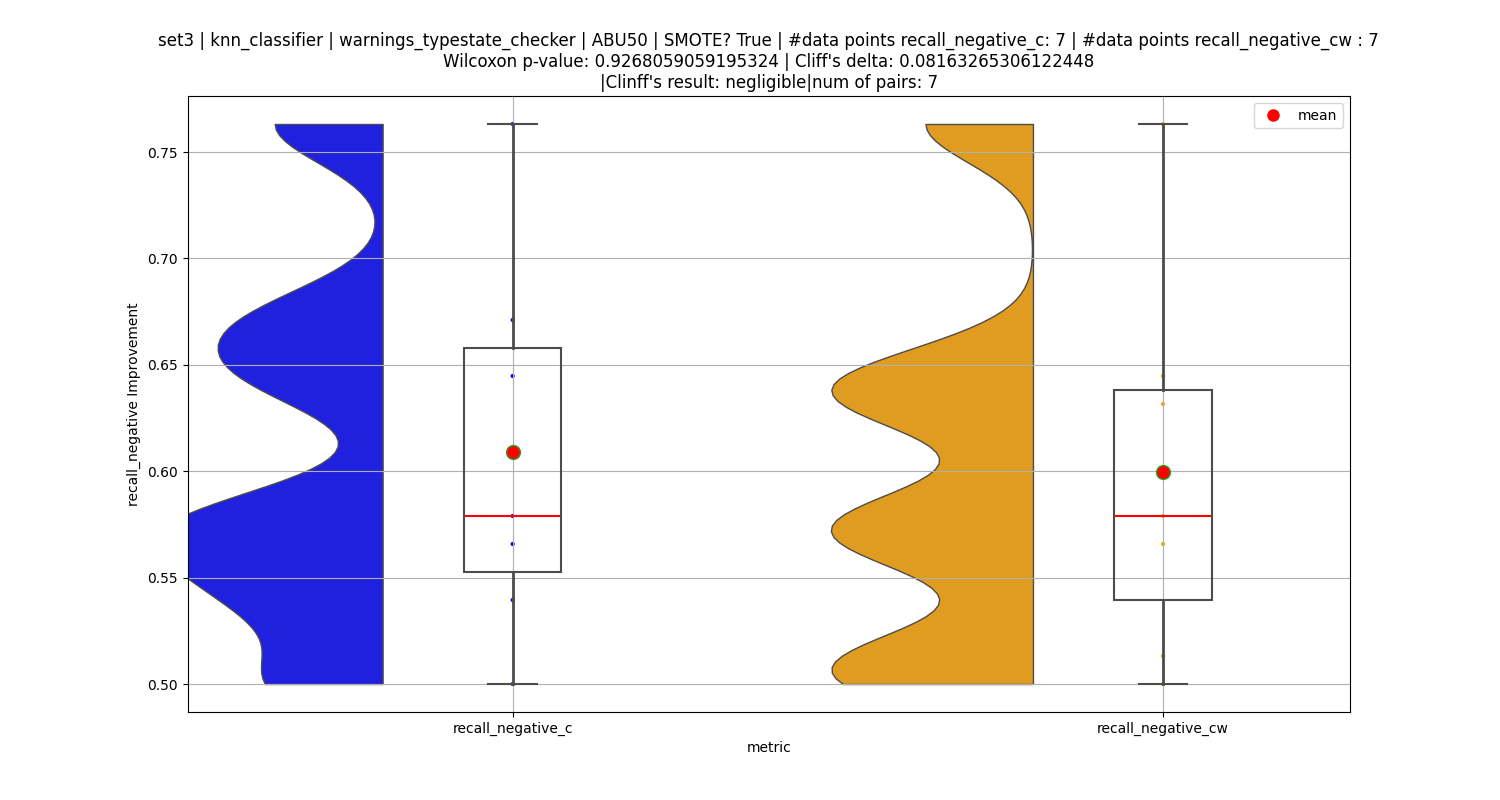 set3 | knn_classifier | warnings_typestate_checker | ABU50 | SMOTE? True | #data points recall_negative_c: 7 | #data points recall_negative_cw : 7
Wilcoxon p-value: 0.9268059059195324 | Cliff's delta: 0.08163265306122448
|Clinff's result: negligible|num of pairs: 7
mean
0.75
0.70
0.65
0.60
0.55
0.50
recall_negative Improvement
recall_negative_c
recall_negative_cw
metric